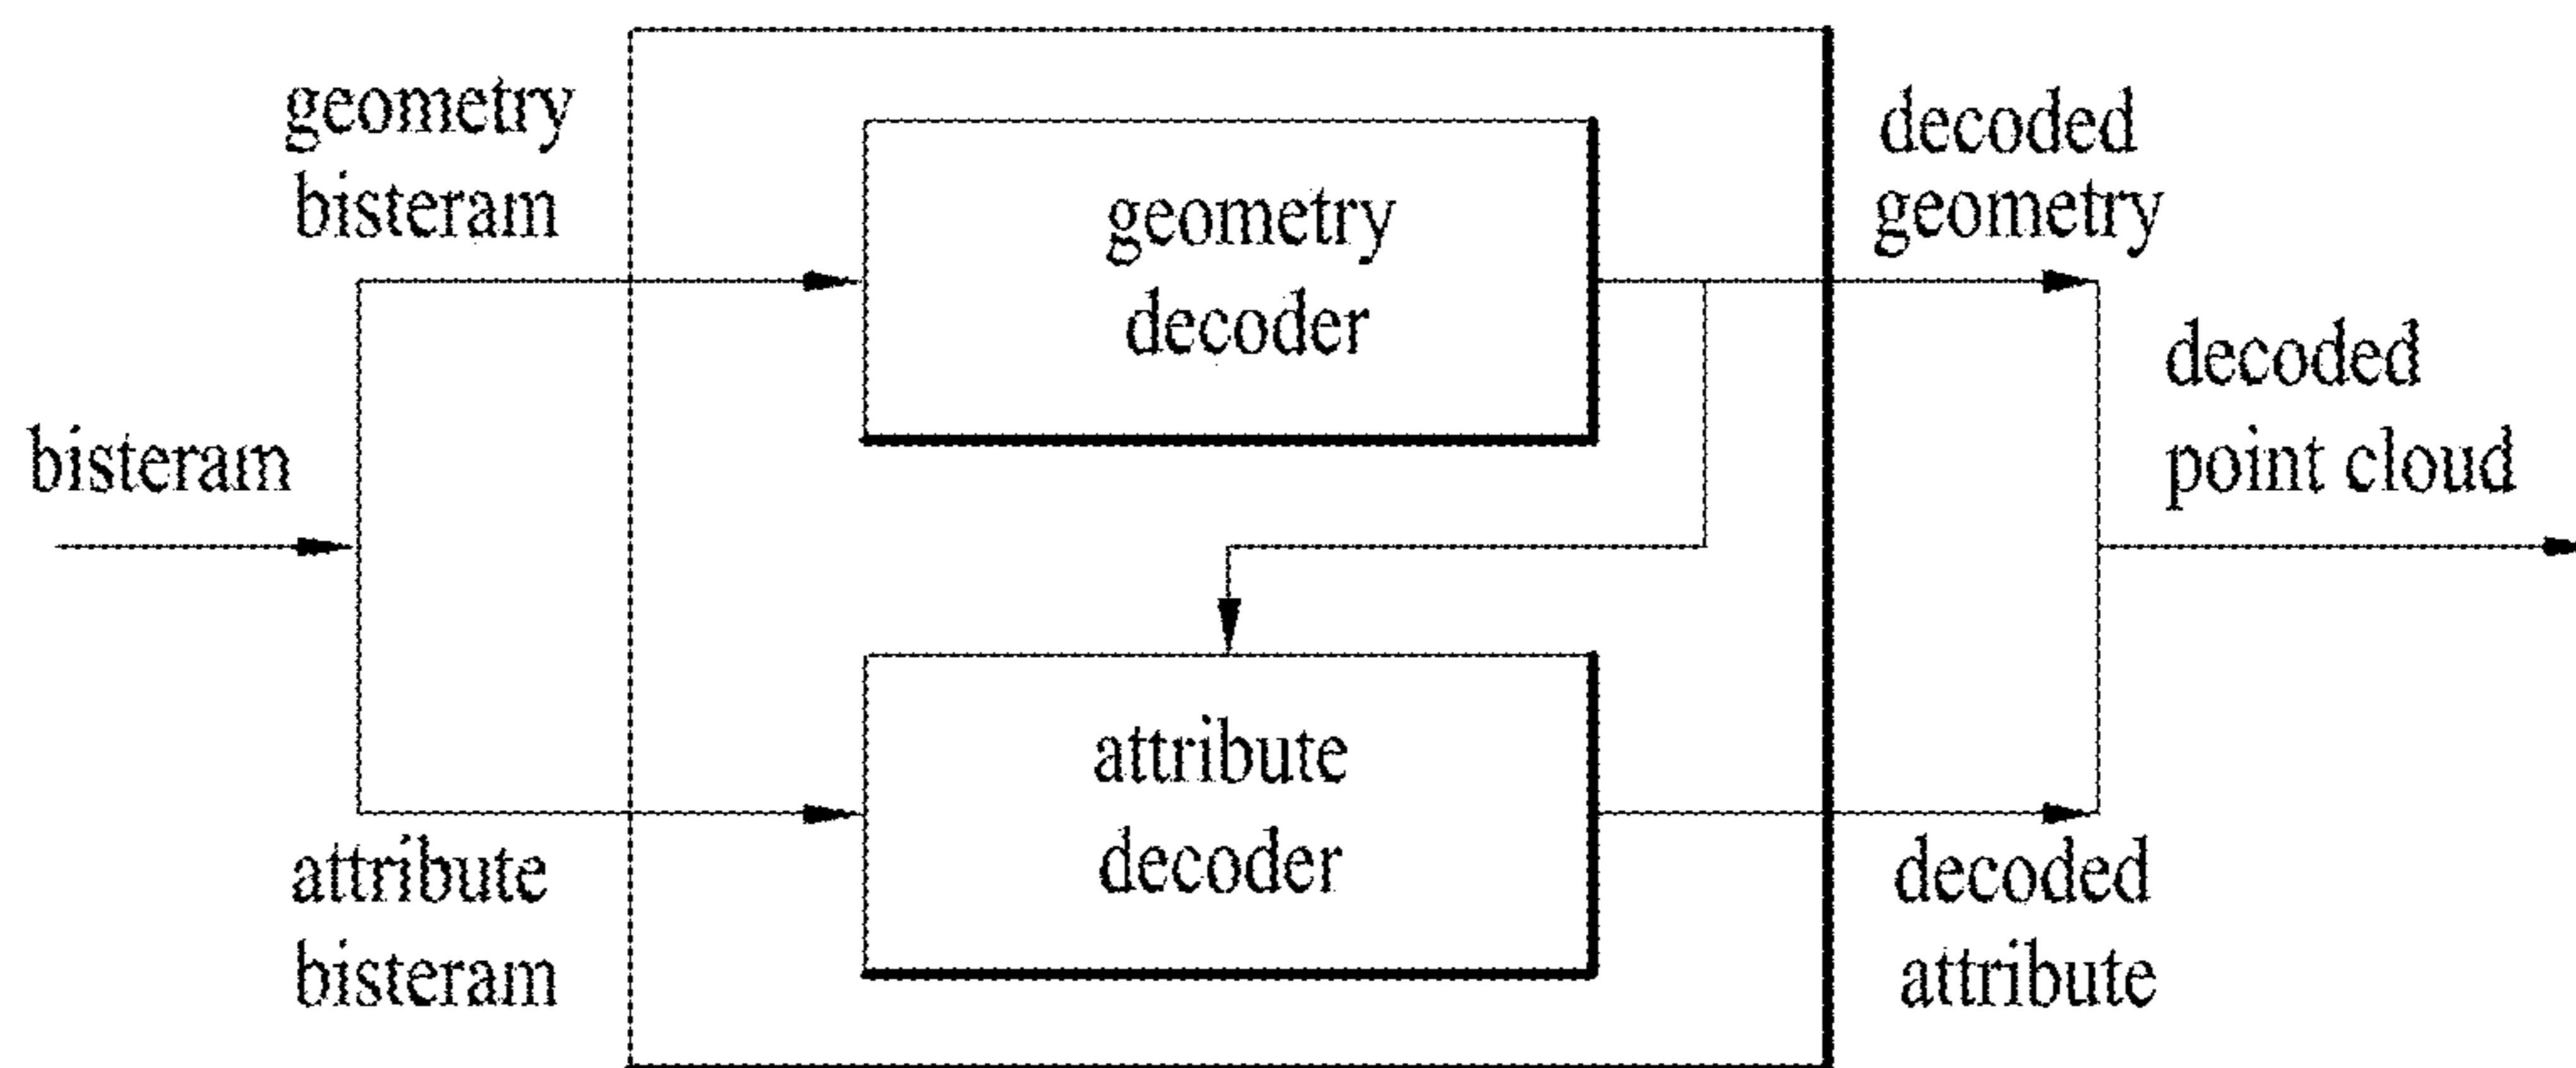 geometry
bisteram
bisteram
attribute
bisteram
geometry
decoder
attribute
decoder
decoded
geometry
decoded
point cloud
decoded
attribute